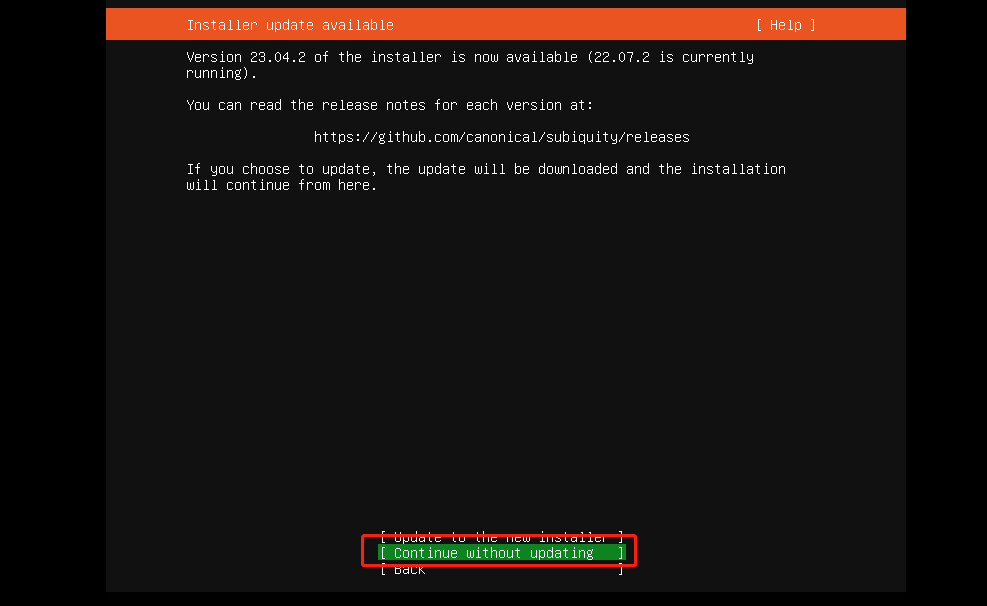 Installer update available [ Help ]
Version 23.04.2 of the installer is now available (22.07.2 is currently
running).
You can read the release notes for each version at:
https://github.com/canonical/subiquity/releases
If you choose to update, the update will be downloaded and the installation
will continue from here.
[ Update to the new installer ]
[ Continue without updating ]
[ Back ]